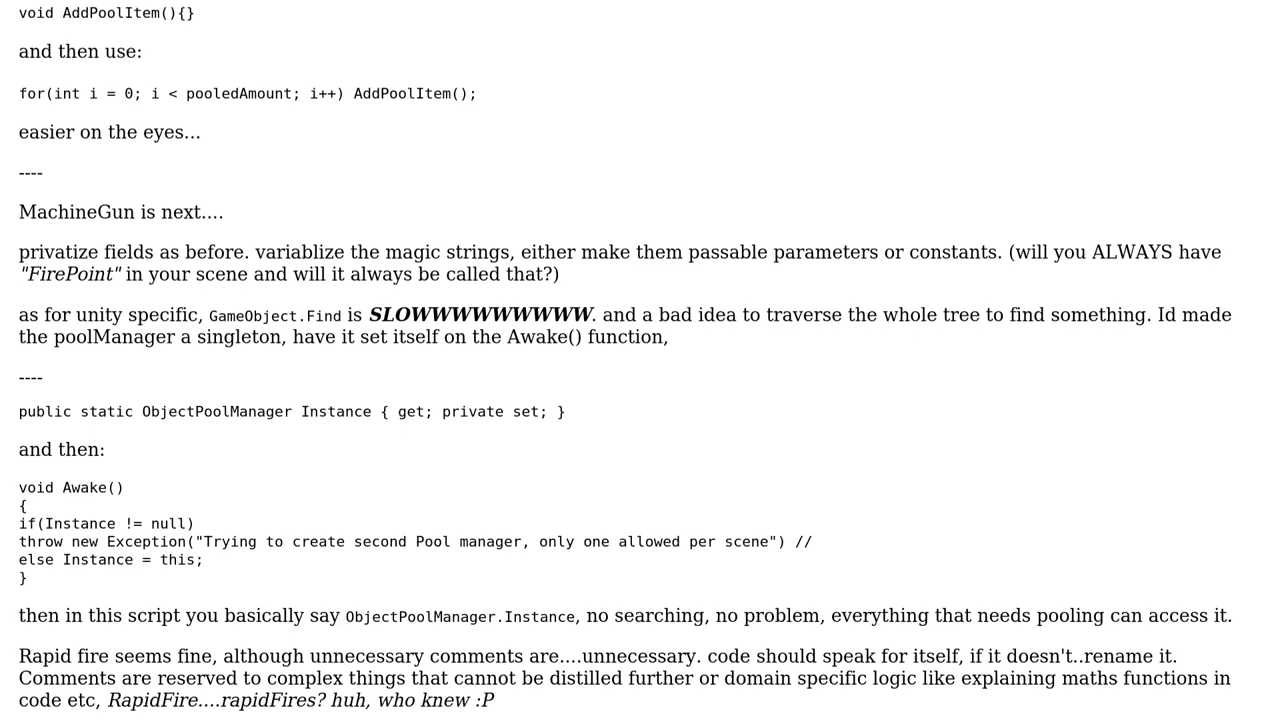 void AddPoolItem(){}
and then use:
for(int i = 0; i < pooledAmount; i++) AddPoolItem();
easier on the eyes...
----
MachineGun is next....
privatize fields as before. variablize the magic strings, either make them passable parameters or constants. (will you ALWAYS have
"FirePoint" in your scene and will it always be called that?)
as for unity specific, GameObject.Find is SLOWWWWWWWWW. and a bad idea to traverse the whole tree to find something. Id made
the poolManager a singleton, have it set itself on the Awake() function,
----
public static ObjectPoolManager Instance { get; private set; }
and then:
void Awake()
{
if(Instance != null)
throw new Exception("Trying to create second Pool manager, only one allowed per scene") //
else Instance = this;
}
then in this script you basically say ObjectPoolManager.Instance, no searching, no problem, everything that needs pooling can access it.
Rapid fire seems fine, although unnecessary comments are....unnecessary. code should speak for itself, if it doesn't..rename it.
Comments are reserved to complex things that cannot be distilled further or domain specific logic like explaining maths functions in
code etc, RapidFire....rapidFires? huh, who knew :P